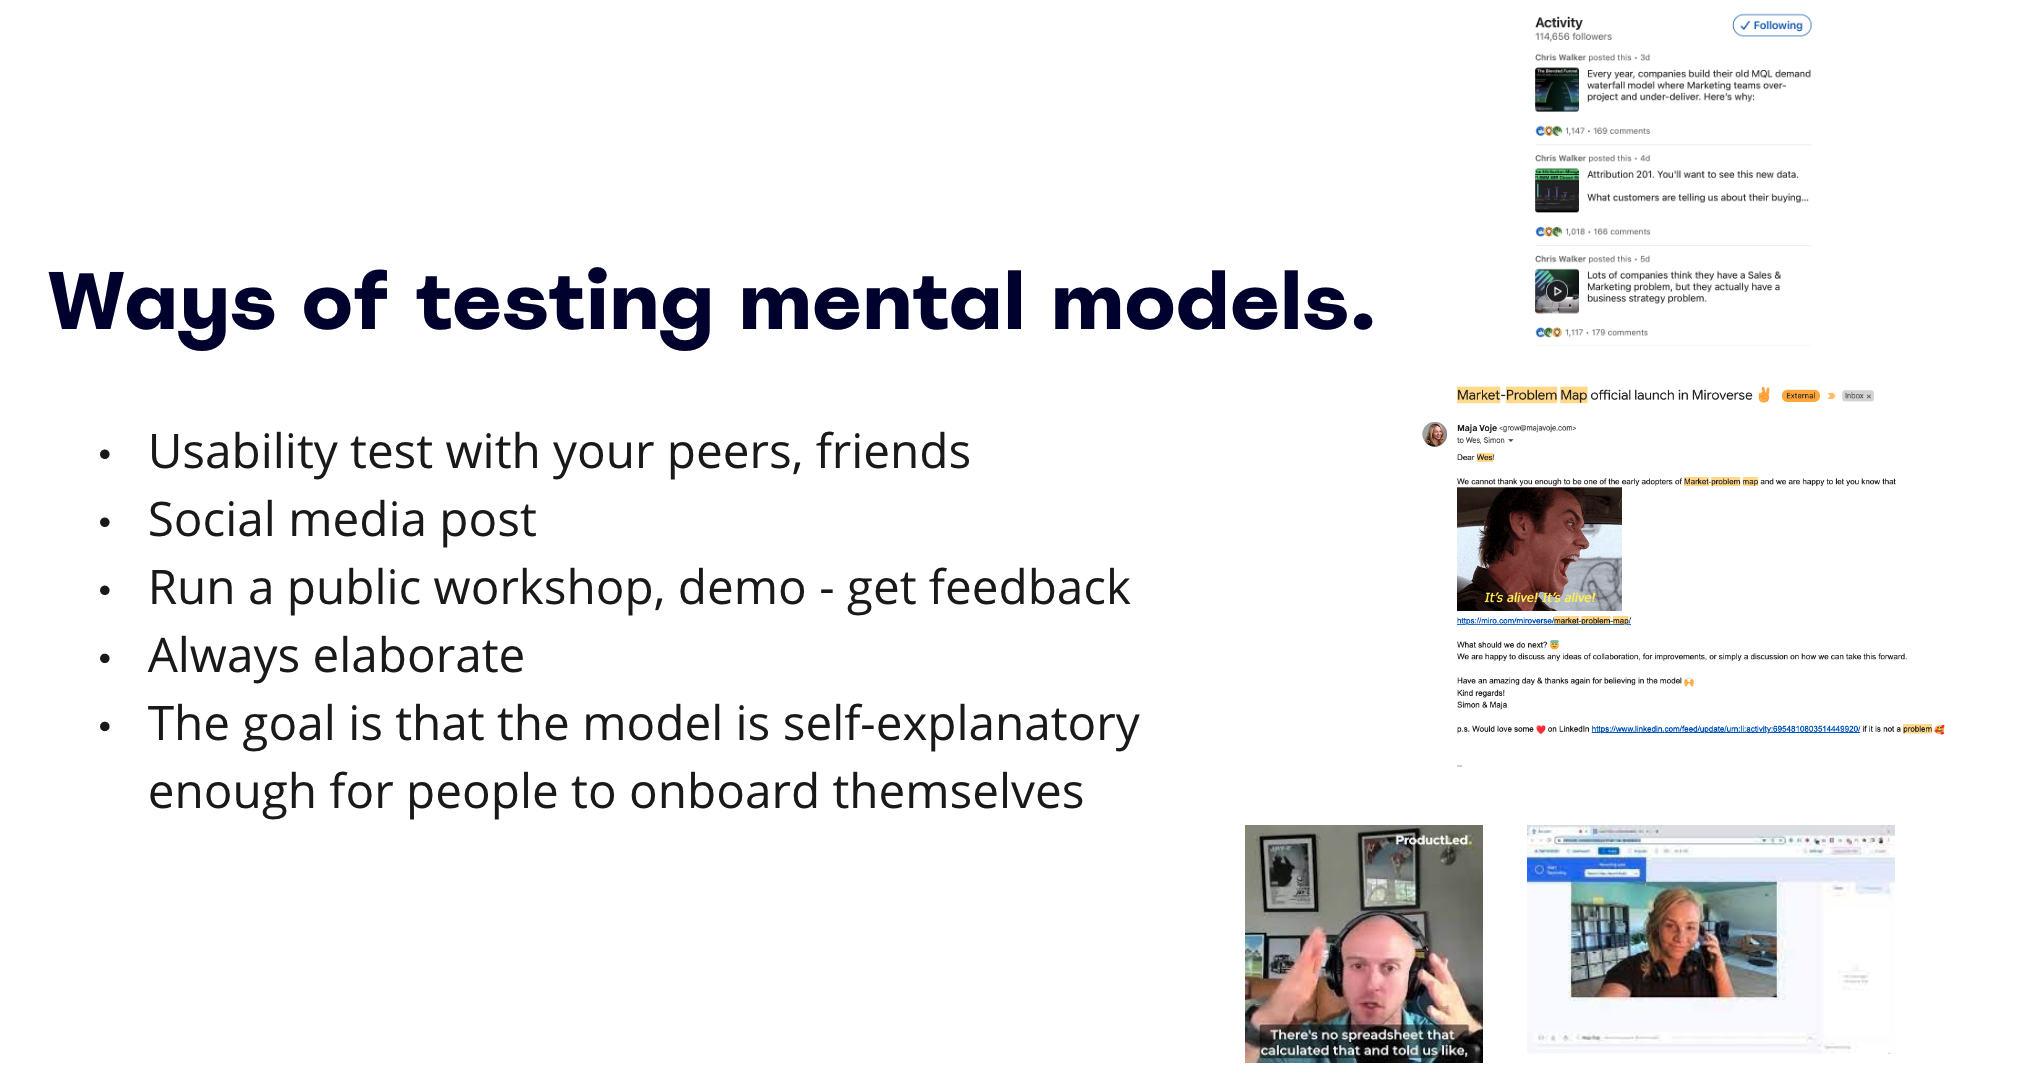 Ways of testing mental models.
• Usability test with your peers, friends
• Social media post
• Run a public workshop, demo - get feedback
• Always elaborate
• The goal is that the model is self-explanatory
enough for people to onboard themselves
Activity
114,656 followers
✓ Following
Chris Walker posted this • 3d
Every year, companies build their old MQL demand
waterfall model where Marketing teams over-
project and under-deliver. Here's why:
1,147 • 169 comments
Chris Walker posted this • 4d
Attribution 201. You'll want to see this new data.
What customers are telling us about their buying...
1,018 • 166 comments
Chris Walker posted this • 5d
Lots of companies think they have a Sales &
Marketing problem, but they actually have a
business strategy problem.
1,117 • 179 comments
Market-Problem Map official launch in Miroverse ✌ External Inbox ×
Maja Voje <grow@majavoje.com>
to Wes, Simon
Dear Wes!
We cannot thank you enough to be one of the early adopters of Market-problem map and we are happy to let you know that
It's alive! It's alive!
https://miro.com/miroverse/market-problem-map/
What should we do next? 😇
We are happy to discuss any ideas of collaboration, for improvements, or simply a discussion on how we can take this forward.
Have an amazing day & thanks again for believing in the model 🙌
Kind regards!
Simon & Maja
p.s. Would love some ❤️ on LinkedIn https://www.linkedin.com/feed/update/urn:li:activity:6954810803514449920/ if it is not a problem 🥰
--
ProductLed.
There's no spreadsheet that
calculated that and told us like,